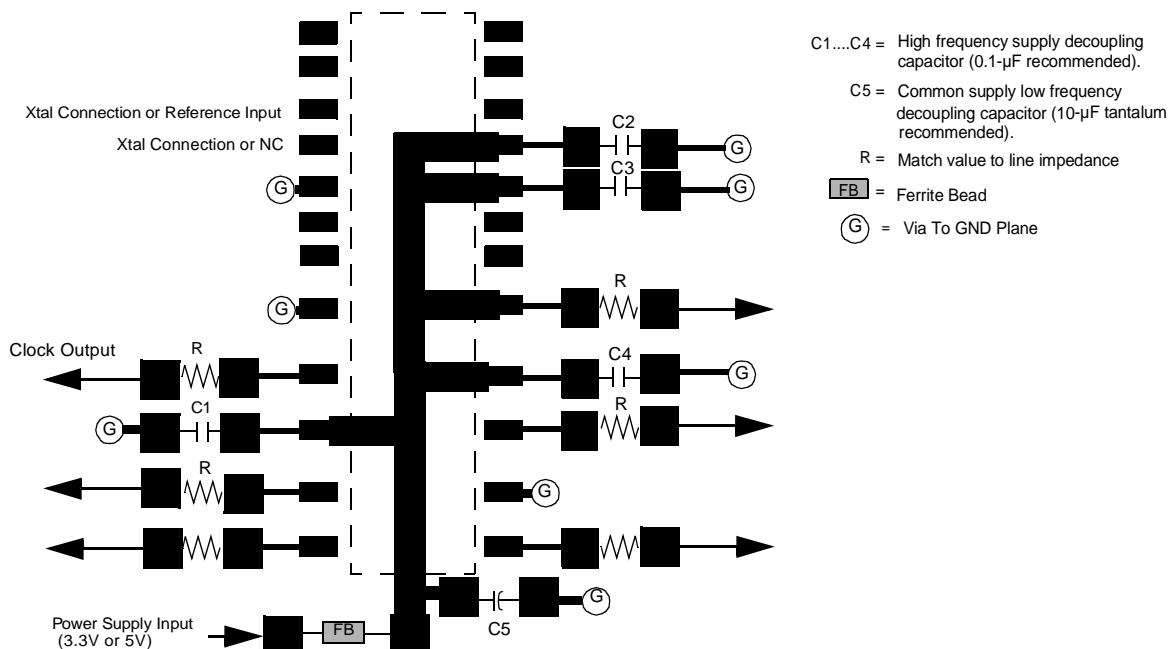 C1....C4 = High frequency supply decoupling
capacitor (0.1-µF recommended).
C5 = Common supply low frequency
decoupling capacitor (10-µF tantalum
recommended).
R = Match value to line impedance
FB = Ferrite Bead
G = Via To GND Plane
Xtal Connection or Reference Input
Xtal Connection or NC
C2
G
C3
G
G
R
G
Clock Output
R
C4
G
C1
G
R
R
G
G
C5
Power Supply Input
(3.3V or 5V)
FB